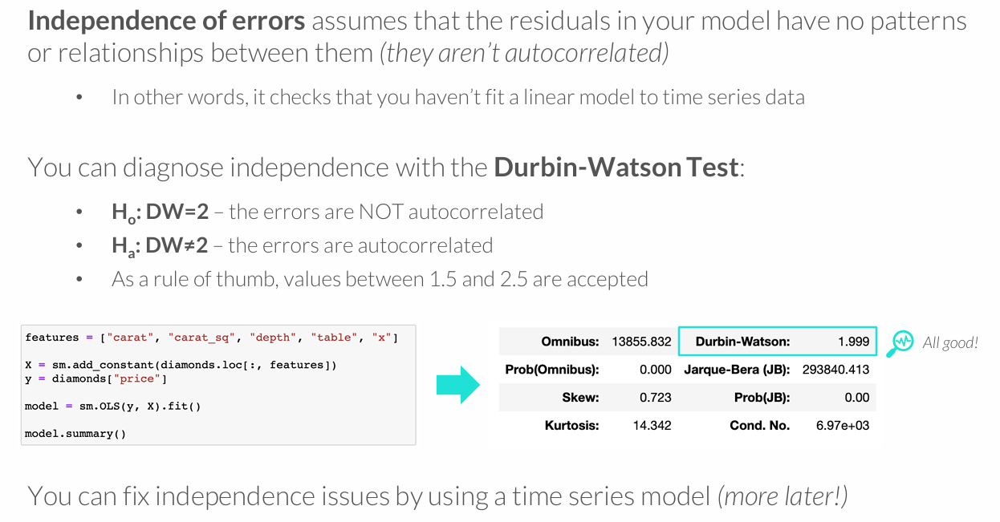 Independence of errors assumes that the residuals in your model have no patterns
or relationships between them (they aren't autocorrelated)
• In other words, it checks that you haven't fit a linear model to time series data
You can diagnose independence with the Durbin-Watson Test:
• Ho: DW=2 – the errors are NOT autocorrelated
• Ha: DW≠2 – the errors are autocorrelated
• As a rule of thumb, values between 1.5 and 2.5 are accepted
features = ["carat", "carat_sq", "depth", "table", "x"]
X = sm.add_constant(diamonds.loc[:, features])
y = diamonds["price"]
model = sm.OLS(y, X).fit()
model.summary()
Omnibus: 13855.832 Durbin-Watson: 1.999
Prob(Omnibus): 0.000 Jarque-Bera (JB): 293840.413
Skew: 0.723 Prob(JB): 0.00
Kurtosis: 14.342 Cond. No. 6.97e+03
All good!
You can fix independence issues by using a time series model (more later!)